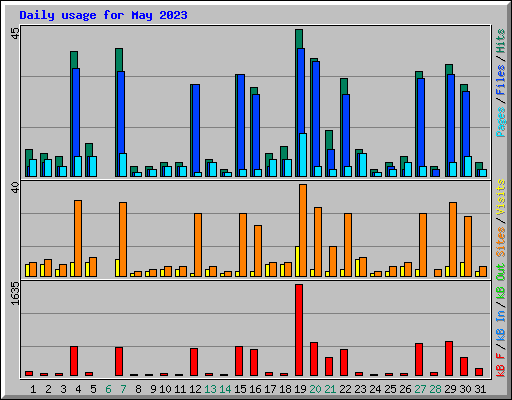 Daily usage for May 2023
45
Pages / Files / Hits
40
kB F / kB In / kB Out Sites / Visits
1635
1 2 3 4 5 6 7 8 9 10 11 12 13 14 15 16 17 18 19 20 21 22 23 24 25 26 27 28 29 30 31